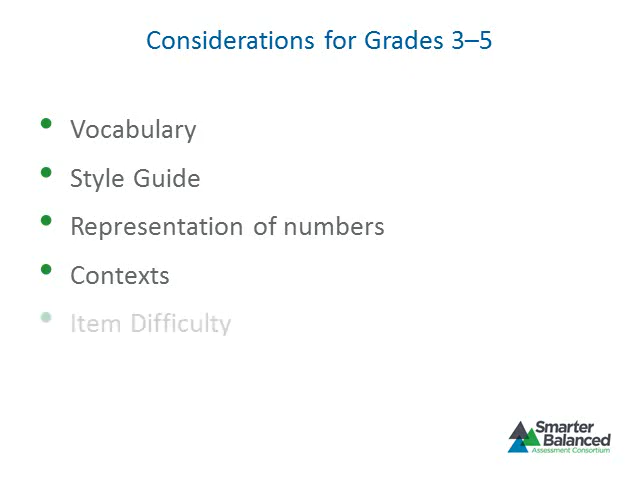 Considerations for Grades 3–5
• Vocabulary
• Style Guide
• Representation of numbers
• Contexts
• Item Difficulty
Smarter
Balanced
Assessment Consortium